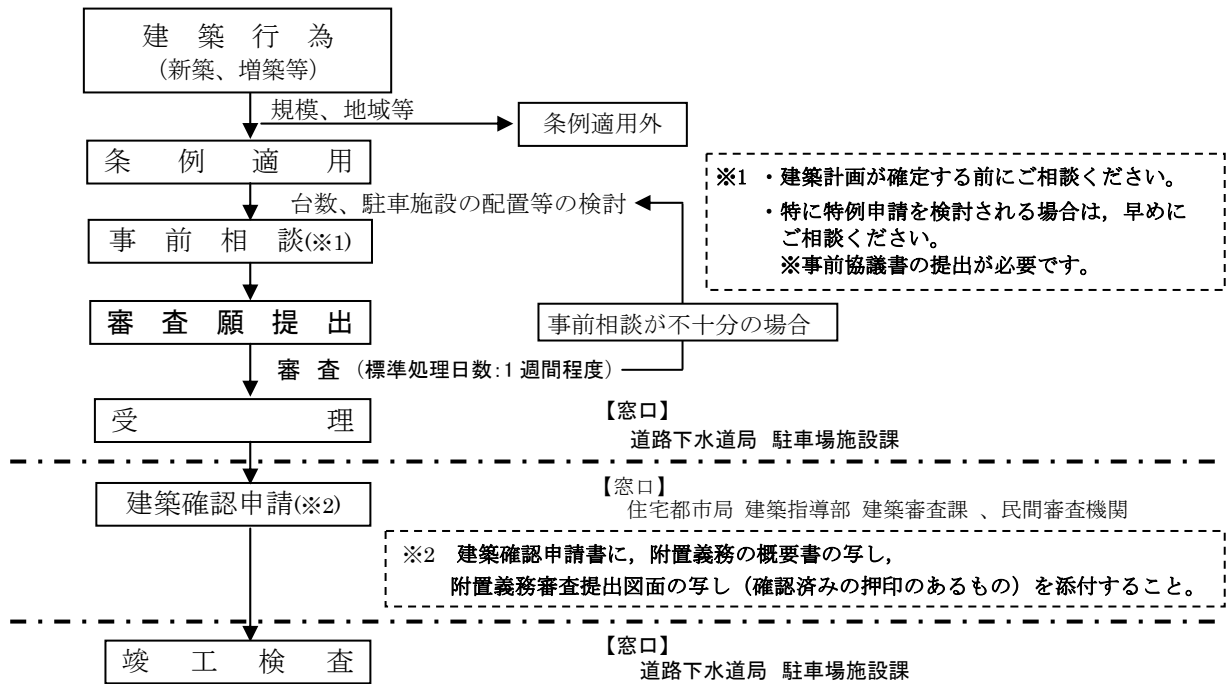 建　築　行　為
（新築、増築等）
規模、地域等
条例適用外
条　例　適　用
※1　・建築計画が確定する前にご相談ください。
・特に特例申請を検討される場合は，早めに
ご相談ください。
※事前協議書の提出が必要です。
台数、駐車施設の配置等の検討
事　前　相　談(※1)
審　査　願　提　出
事前相談が不十分の場合
審　査　（標準処理日数：1 週間程度）
受　　　　　　理
【窓口】
道路下水道局　駐車場施設課
建築確認申請(※2)
【窓口】
住宅都市局 建築指導部 建築審査課 、民間審査機関
※2　建築確認申請書に，附置義務の概要書の写し，
附置義務審査提出図面の写し（確認済みの押印のあるもの）を添付すること。
竣　工　検　査
【窓口】
道路下水道局　駐車場施設課